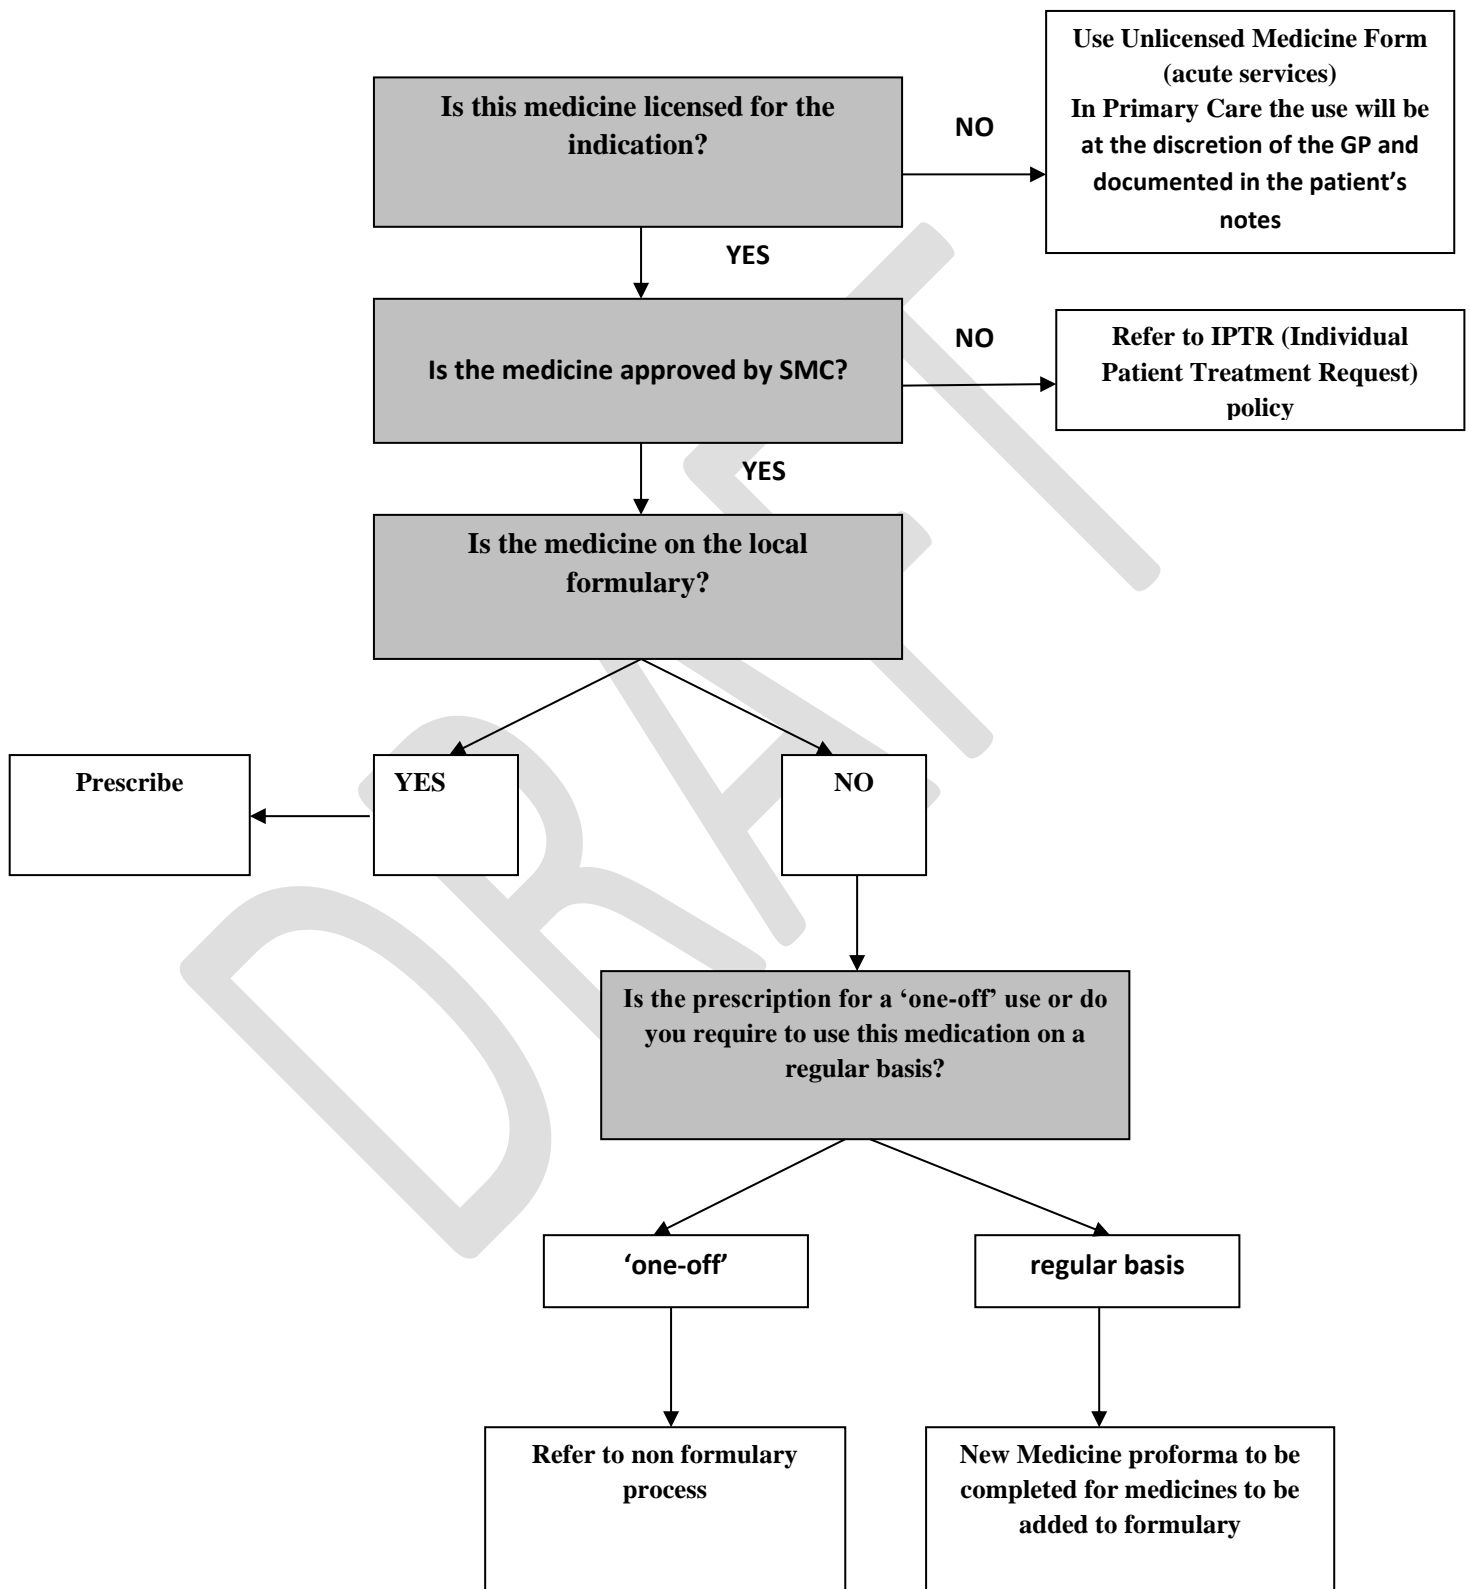 Use Unlicensed Medicine Form
(acute services)
In Primary Care the use will be
at the discretion of the GP and
documented in the patient’s
notes
Is this medicine licensed for the
indication?
NO
YES
Is the medicine approved by SMC?
NO
Refer to IPTR (Individual
Patient Treatment Request)
policy
YES
Is the medicine on the local
formulary?
Prescribe
YES
NO
Is the prescription for a ‘one-off’ use or do
you require to use this medication on a
regular basis?
‘one-off’
regular basis
Refer to non formulary
process
New Medicine proforma to be
completed for medicines to be
added to formulary
DRAFT